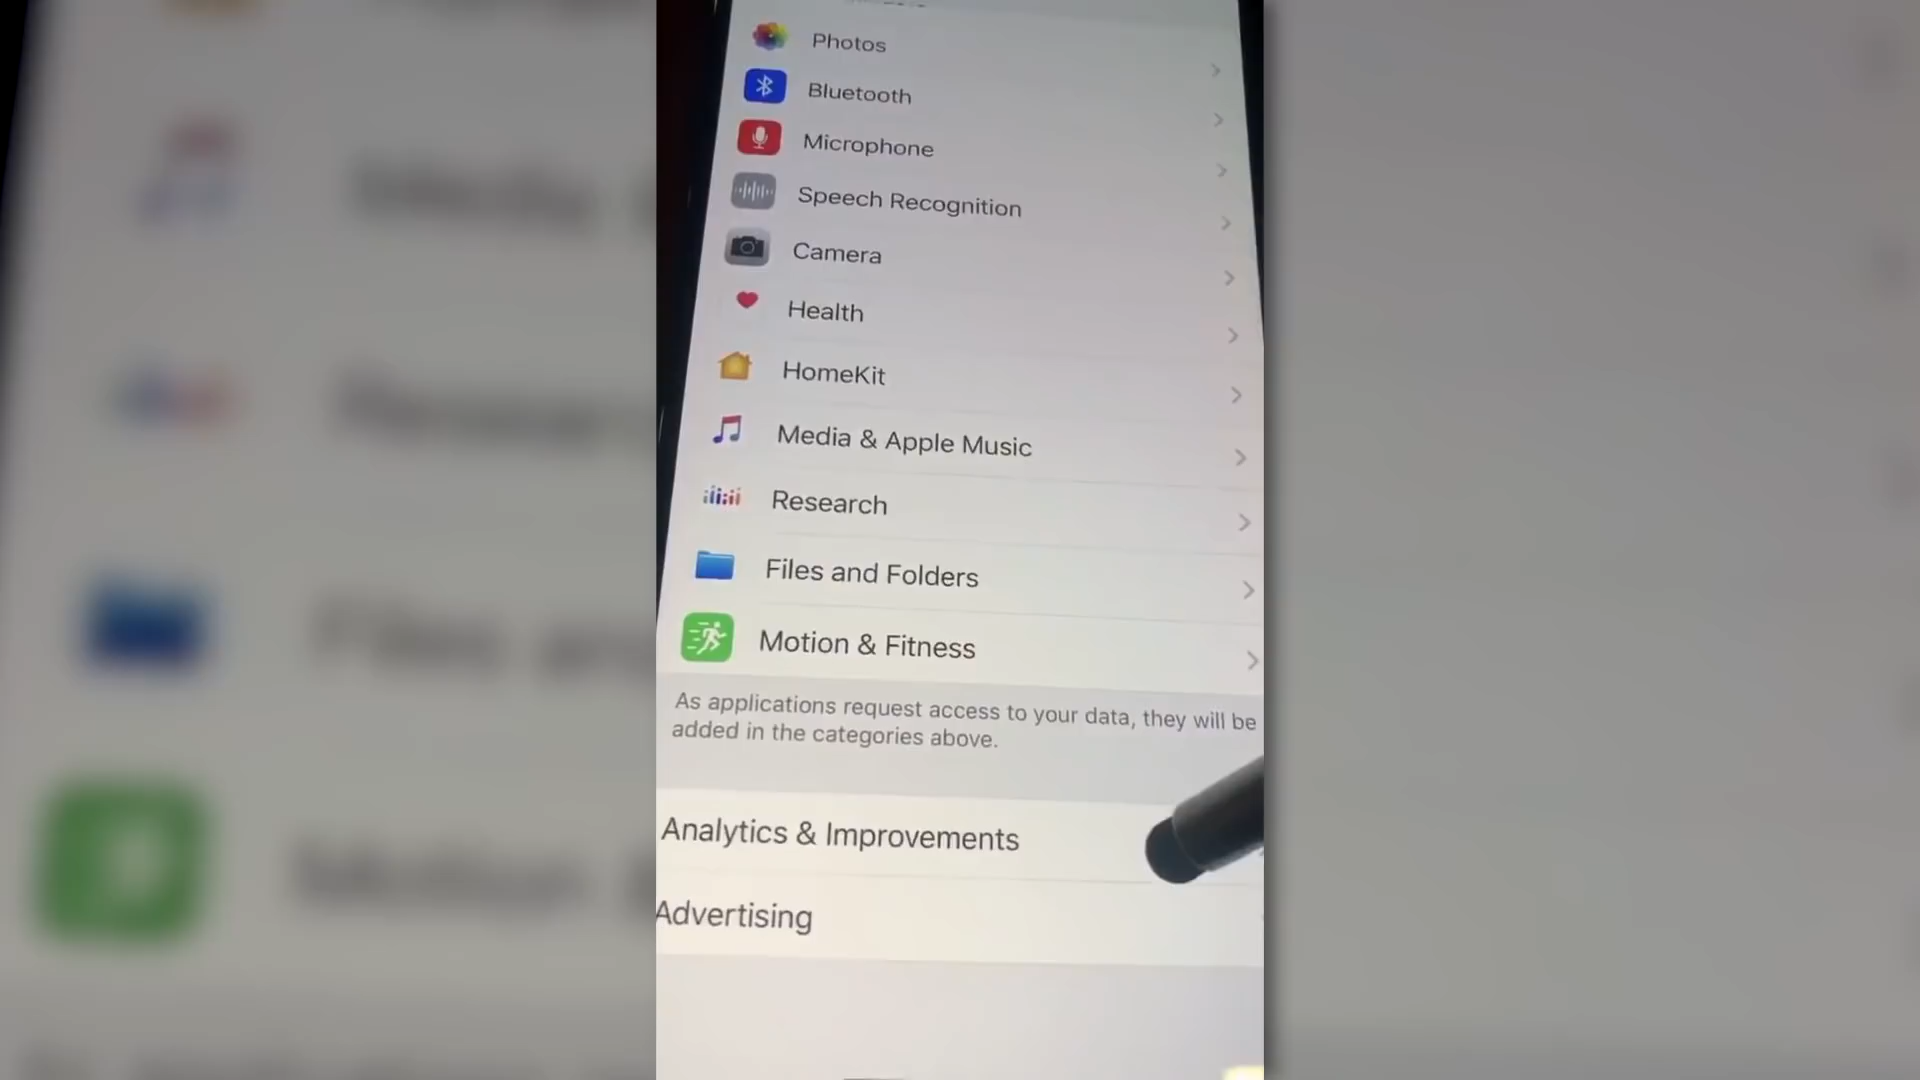 Photos
Bluetooth
Microphone
Speech Recognition
Camera
Health
HomeKit
Media & Apple Music
Research
Files and Folders
Motion & Fitness
As applications request access to your data, they will be
added in the categories above.
Analytics & Improvements
Advertising